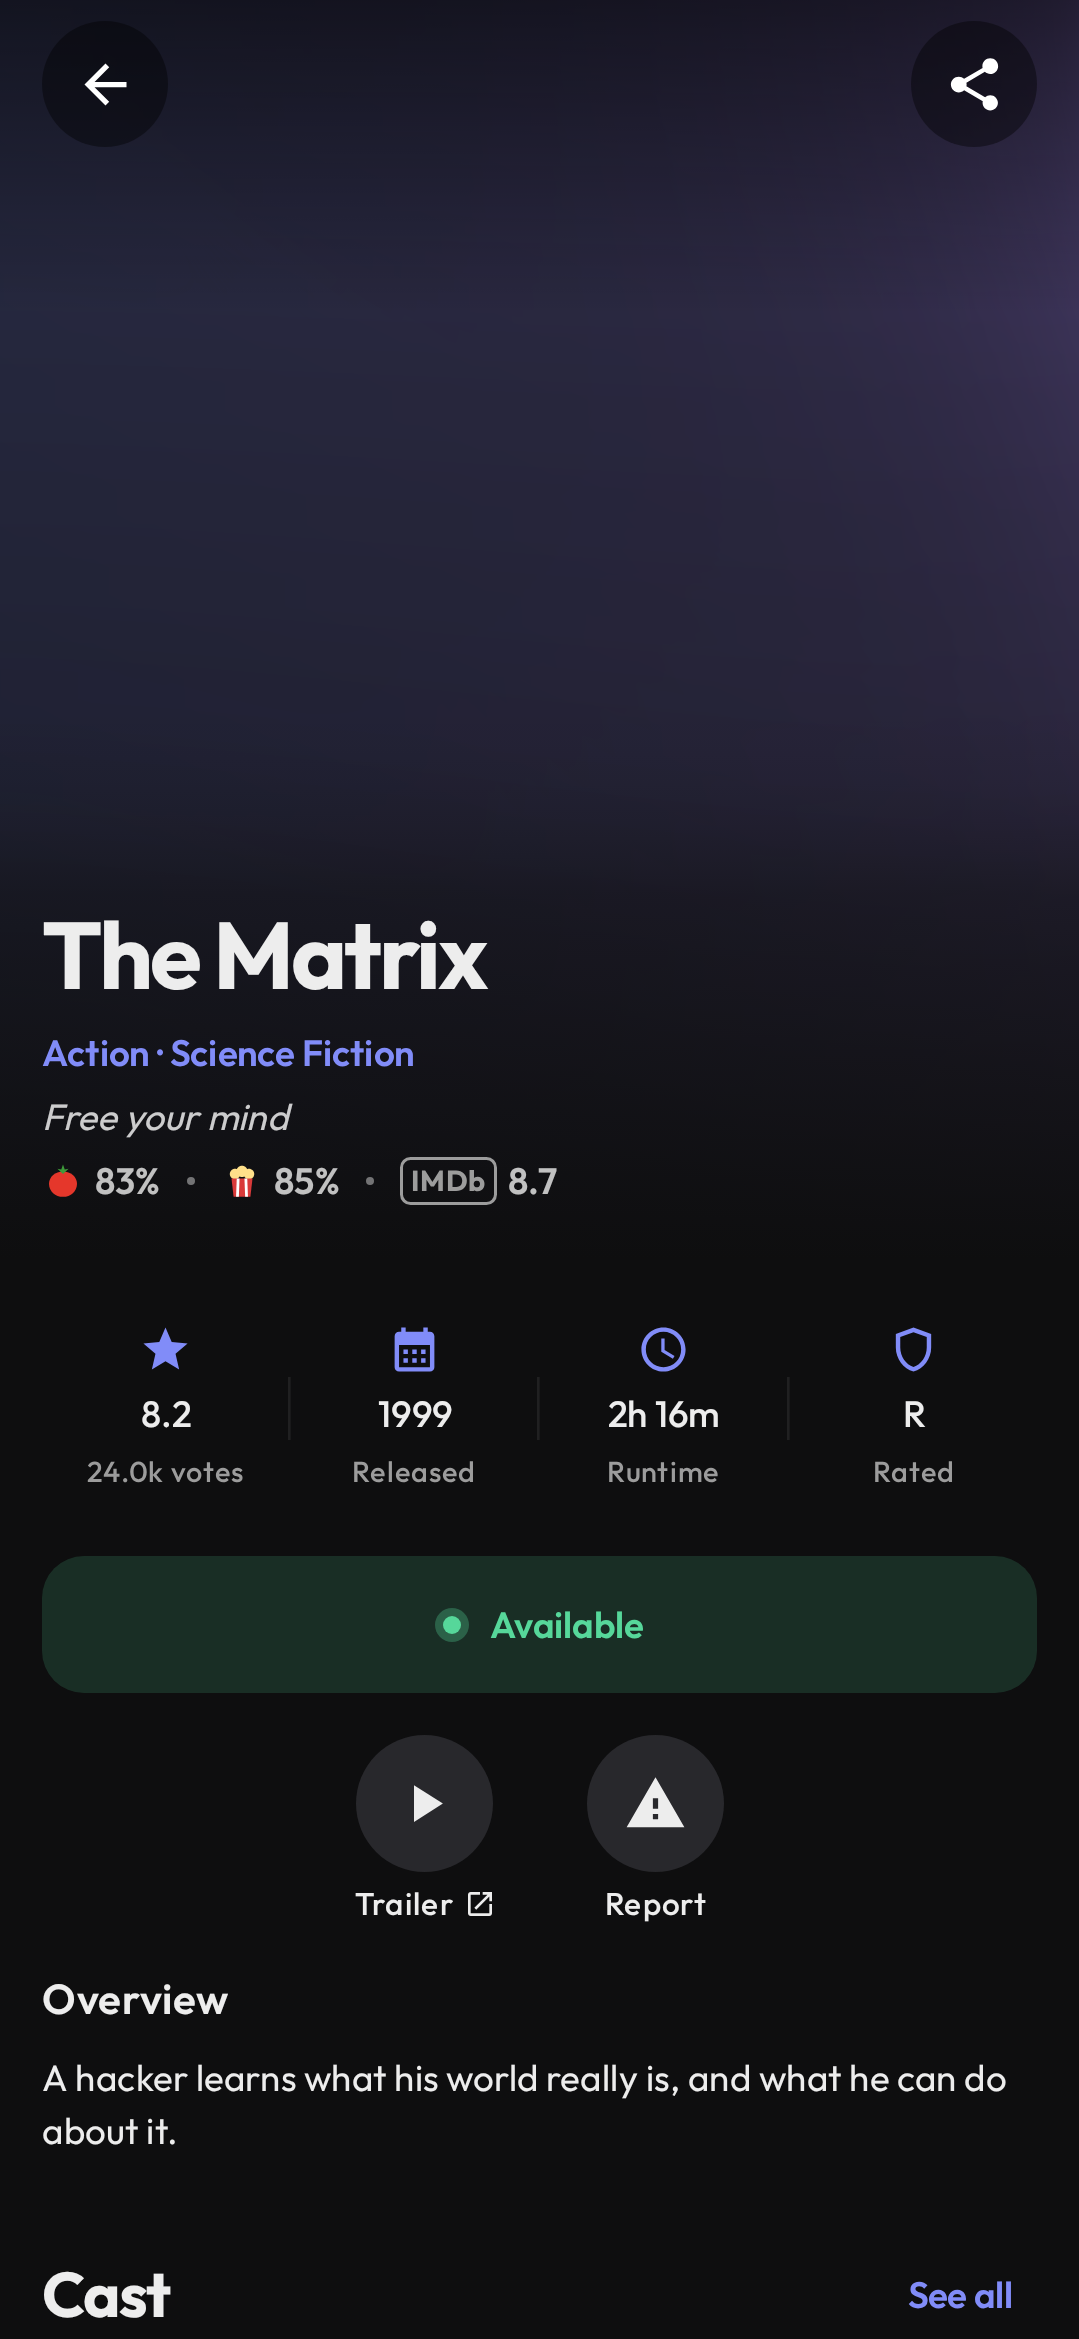 The Matrix
Action · Science Fiction
Free your mind
83% • 85% • IMDb 8.7
8.2 1999 2h 16m R
24.0k votes Released Runtime Rated
Available
Trailer Report
Overview
A hacker learns what his world really is, and what he can do
about it.
Cast See all